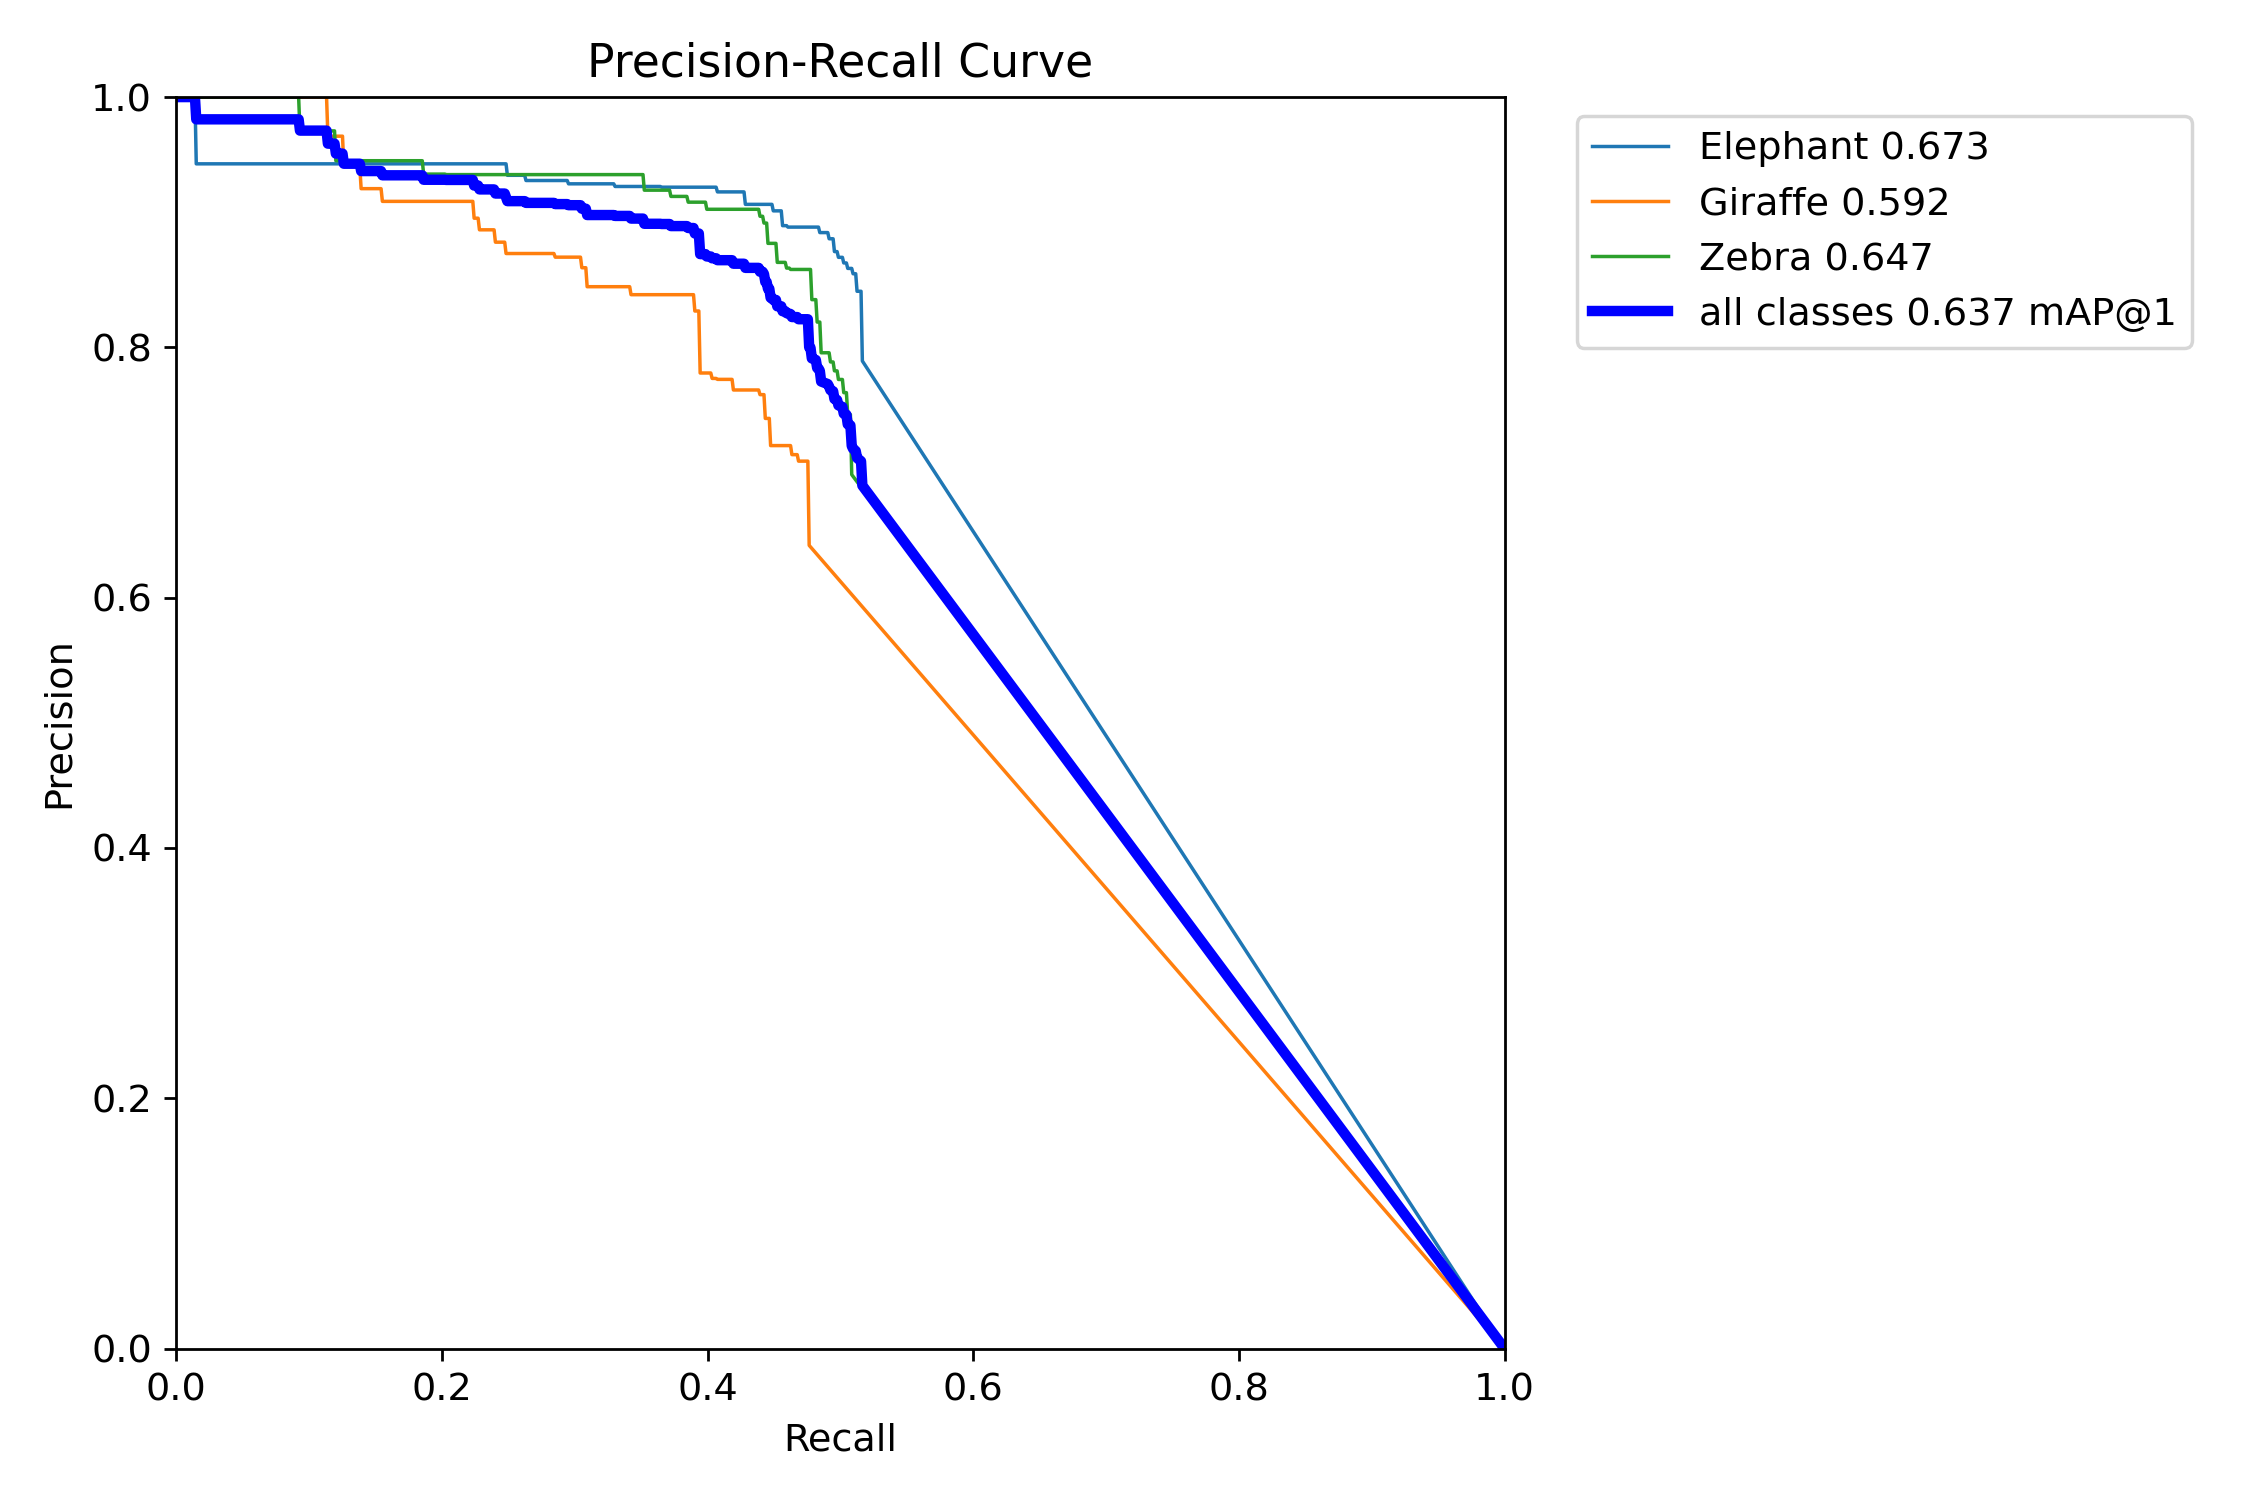 Precision-Recall Curve
1.0
0.8
0.6
0.4
0.2
0.0
Precision
0.0 0.2 0.4 0.6 0.8 1.0
Recall
Elephant 0.673
Giraffe 0.592
Zebra 0.647
all classes 0.637 mAP@1